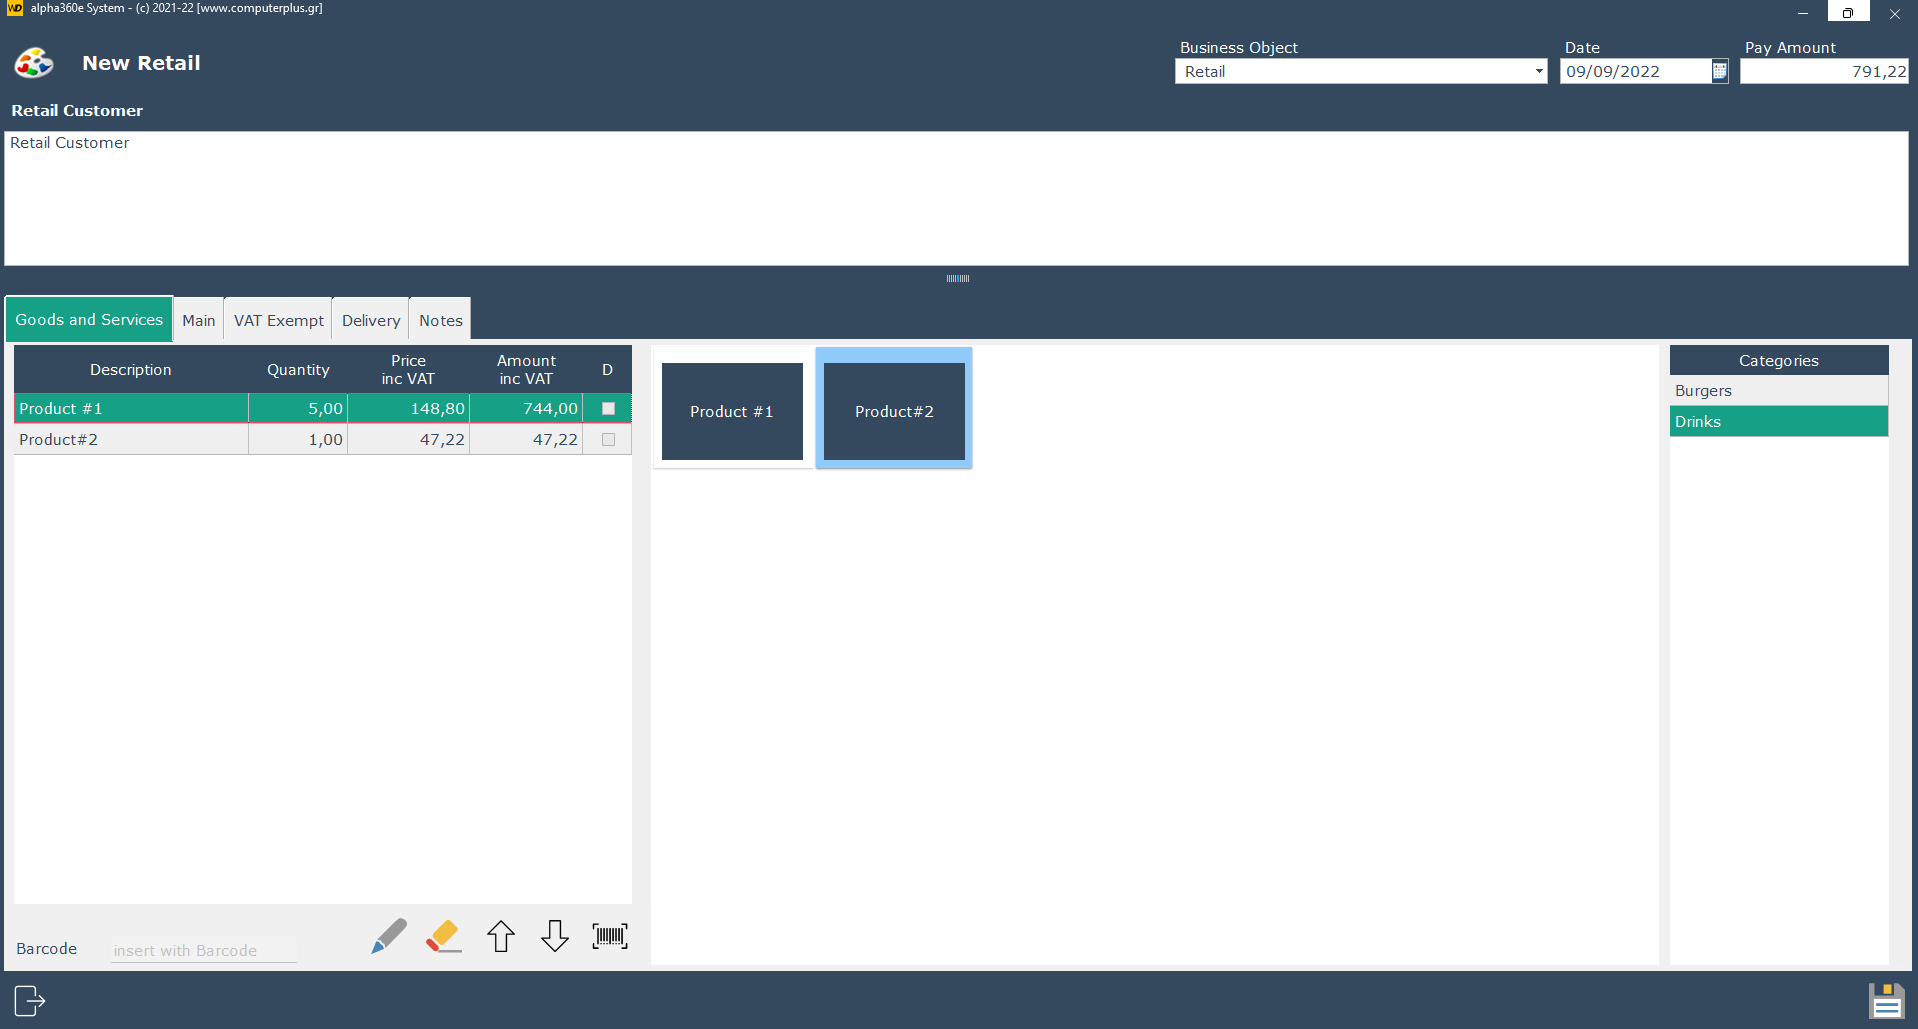 WD alpha360e System - (c) 2021-22 [www.computerplus.gr]
New Retail
Business Object
Date
Pay Amount
Retail
09/09/2022
791,22
Retail Customer
Retail Customer
Goods and Services
Main
VAT Exempt
Delivery
Notes
Description
Quantity
Price
inc VAT
Amount
inc VAT
D
Product #1 5,00 148,80 744,00
Product#2 1,00 47,22 47,22
Product #1
Product#2
Categories
Burgers
Drinks
Barcode
insert with Barcode